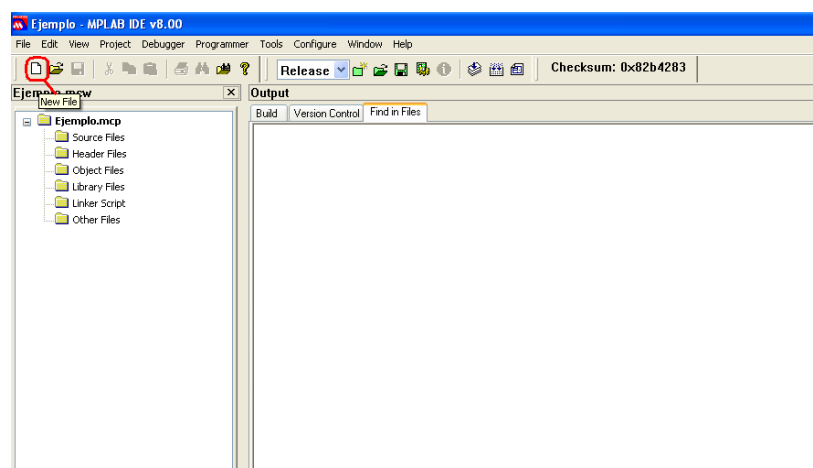 Ejemplo - MPLAB IDE v8.00
File Edit View Project Debugger Programmer Tools Configure Window Help
Release Checksum: 0x82b4283
Ejemplo.mcw Output
New File
Build Version Control Find in Files
Ejemplo.mcp
Source Files
Header Files
Object Files
Library Files
Linker Script
Other Files